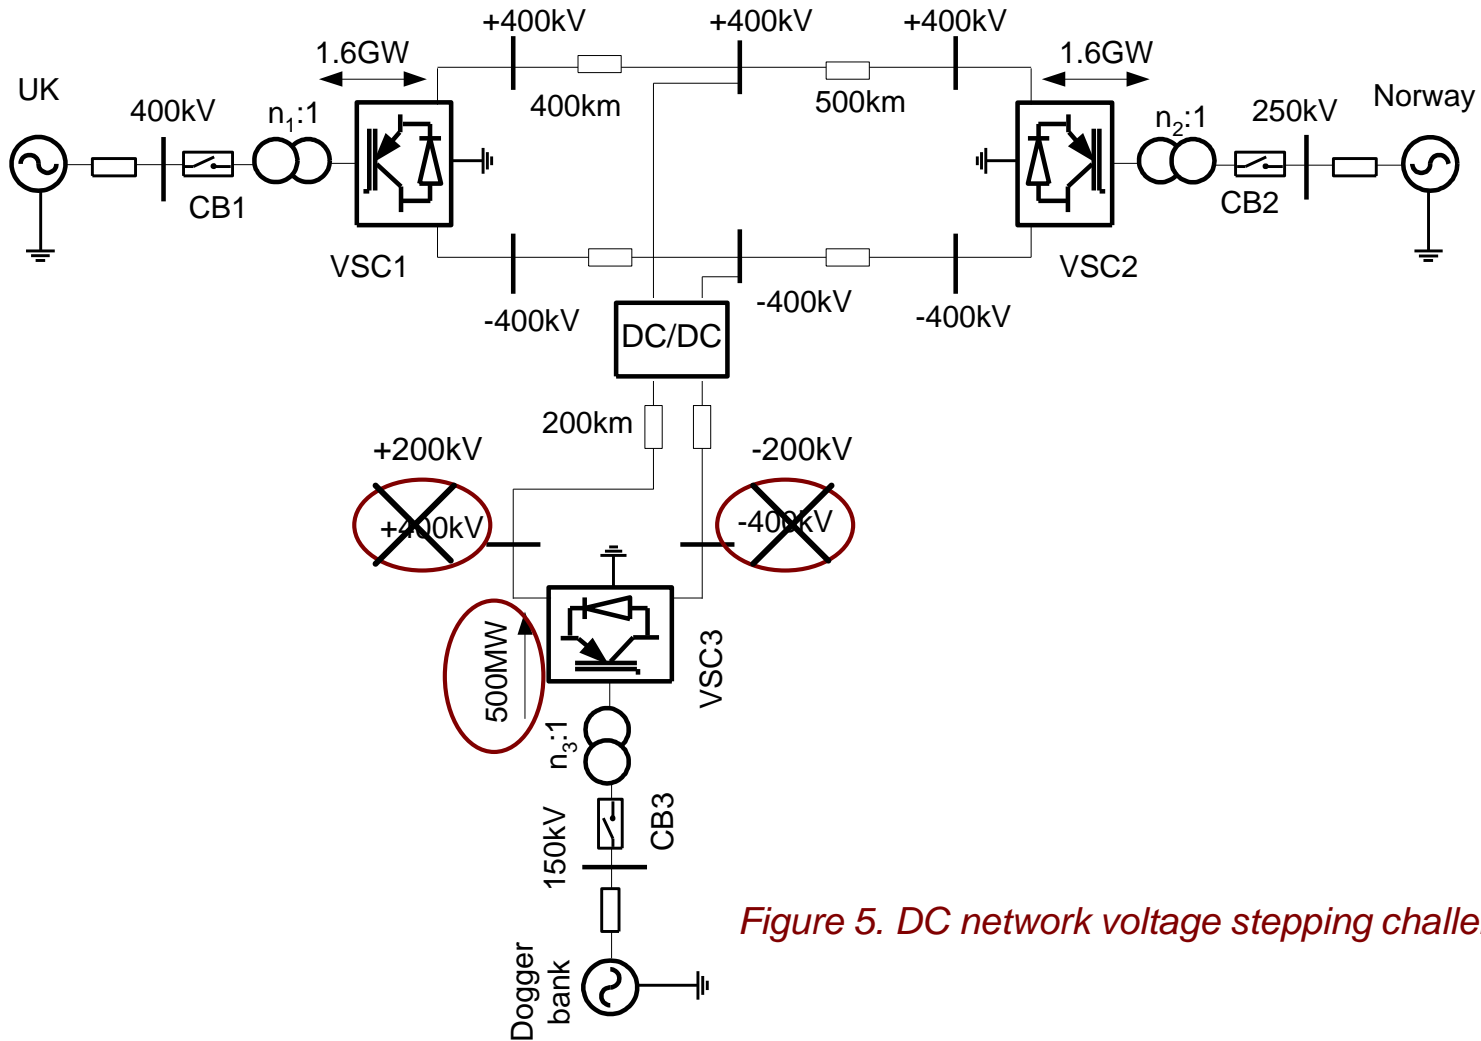 +400kV
+400kV
+400kV
1.6GW
1.6GW
UK
400kV
n1:1
400km
500km
n2:1
250kV
Norway
CB1
CB2
VSC1
VSC2
-400kV
-400kV
-400kV
DC/DC
200km
+200kV
-200kV
+400kV
-400kV
500MW
VSC3
n3:1
150kV
CB3
Figure 5. DC network voltage stepping challe
Dogger
bank